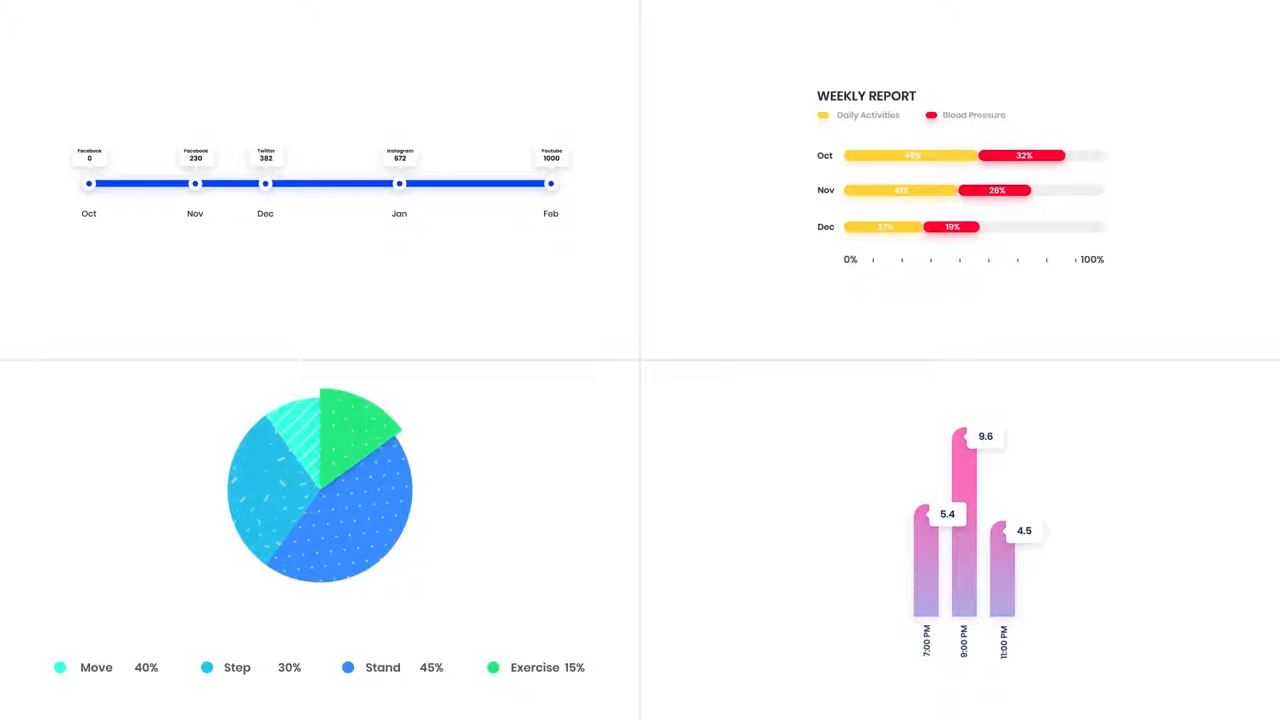 Facebook
0
Facebook
230
Twitter
382
Instagram
672
Youtube
1000
Oct Nov Dec Jan Feb
WEEKLY REPORT
Daily Activities Blood Pressure
Oct 32%
Nov 41% 26%
Dec 19%
0% 100%
Move 40% Step 30% Stand 45% Exercise 15%
9.6
5.4
4.5
7:00 PM
9:00 PM
11:00 PM